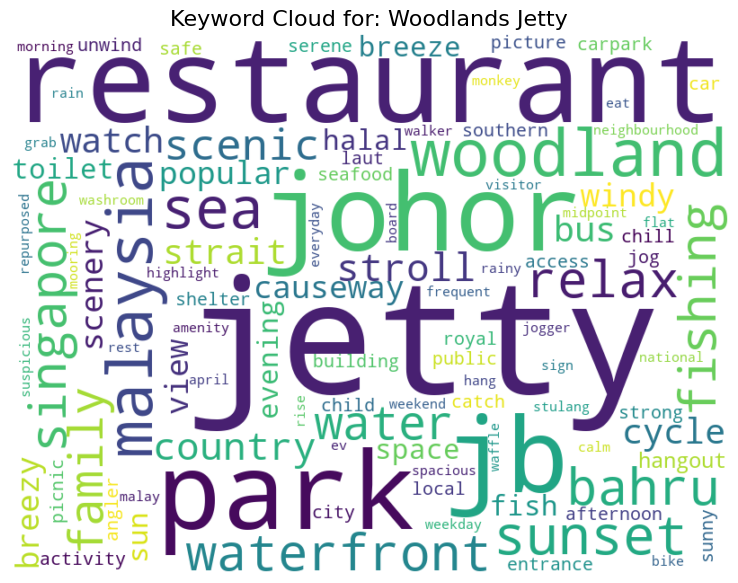 Keyword Cloud for: Woodlands Jetty
morning unwind safe serene breeze picture carpark
restaurant
rain monkey car eat
grab watch scenic halal walker southern neighbourhood
toilet popular laut seafood woodland
washroom johor visitor
repurposed singapore mooring scenery malaysia sea everyday board windy midpoint
strait bus flat chill
highlight stroll rainy access jog
shelter causeway frequent relax fishing
suspicious amenity view evening jetty royal jogger
rest april building public sign national
family rise child weekend hang catch stulang strong
breezy picnic country water space waffle calm cycle
angler malay ev spacious jb hangout
sun park city local fish bahru
weekday afternoon sunny
activity waterfront sunset
entrance bike